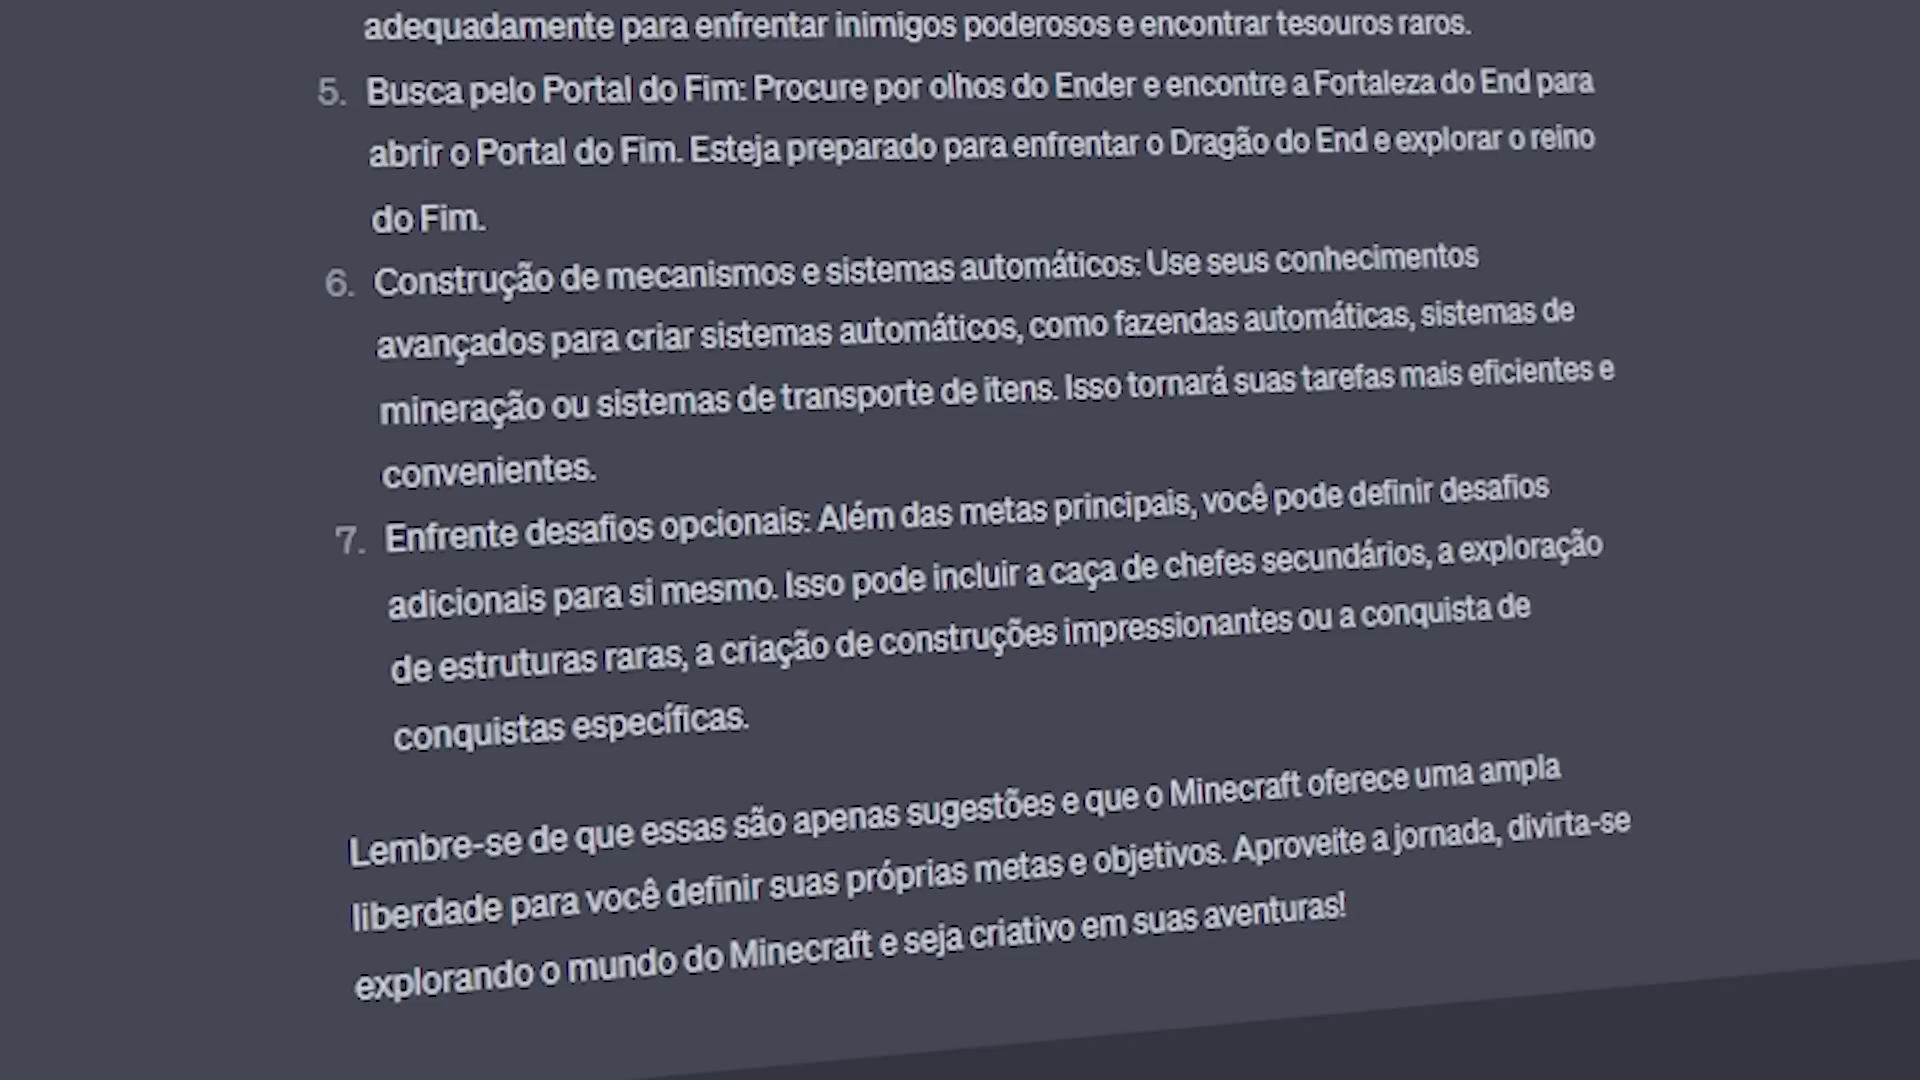 adequadamente para enfrentar inimigos poderosos e encontrar tesouros raros.
5. Busca pelo Portal do Fim: Procure por olhos do Ender e encontre a Fortaleza do End para
abrir o Portal do Fim. Esteja preparado para enfrentar o Dragão do End e explorar o reino
do Fim.
6. Construção de mecanismos e sistemas automáticos: Use seus conhecimentos
avançados para criar sistemas automáticos, como fazendas automáticas, sistemas de
mineração ou sistemas de transporte de itens. Isso tornará suas tarefas mais eficientes e
convenientes.
7. Enfrente desafios opcionais: Além das metas principais, você pode definir desafios
adicionais para si mesmo. Isso pode incluir a caça de chefes secundários, a exploração
de estruturas raras, a criação de construções impressionantes ou a conquista de
conquistas específicas.
Lembre-se de que essas são apenas sugestões e que o Minecraft oferece uma ampla
liberdade para você definir suas próprias metas e objetivos. Aproveite a jornada, divirta-se
explorando o mundo do Minecraft e seja criativo em suas aventuras!